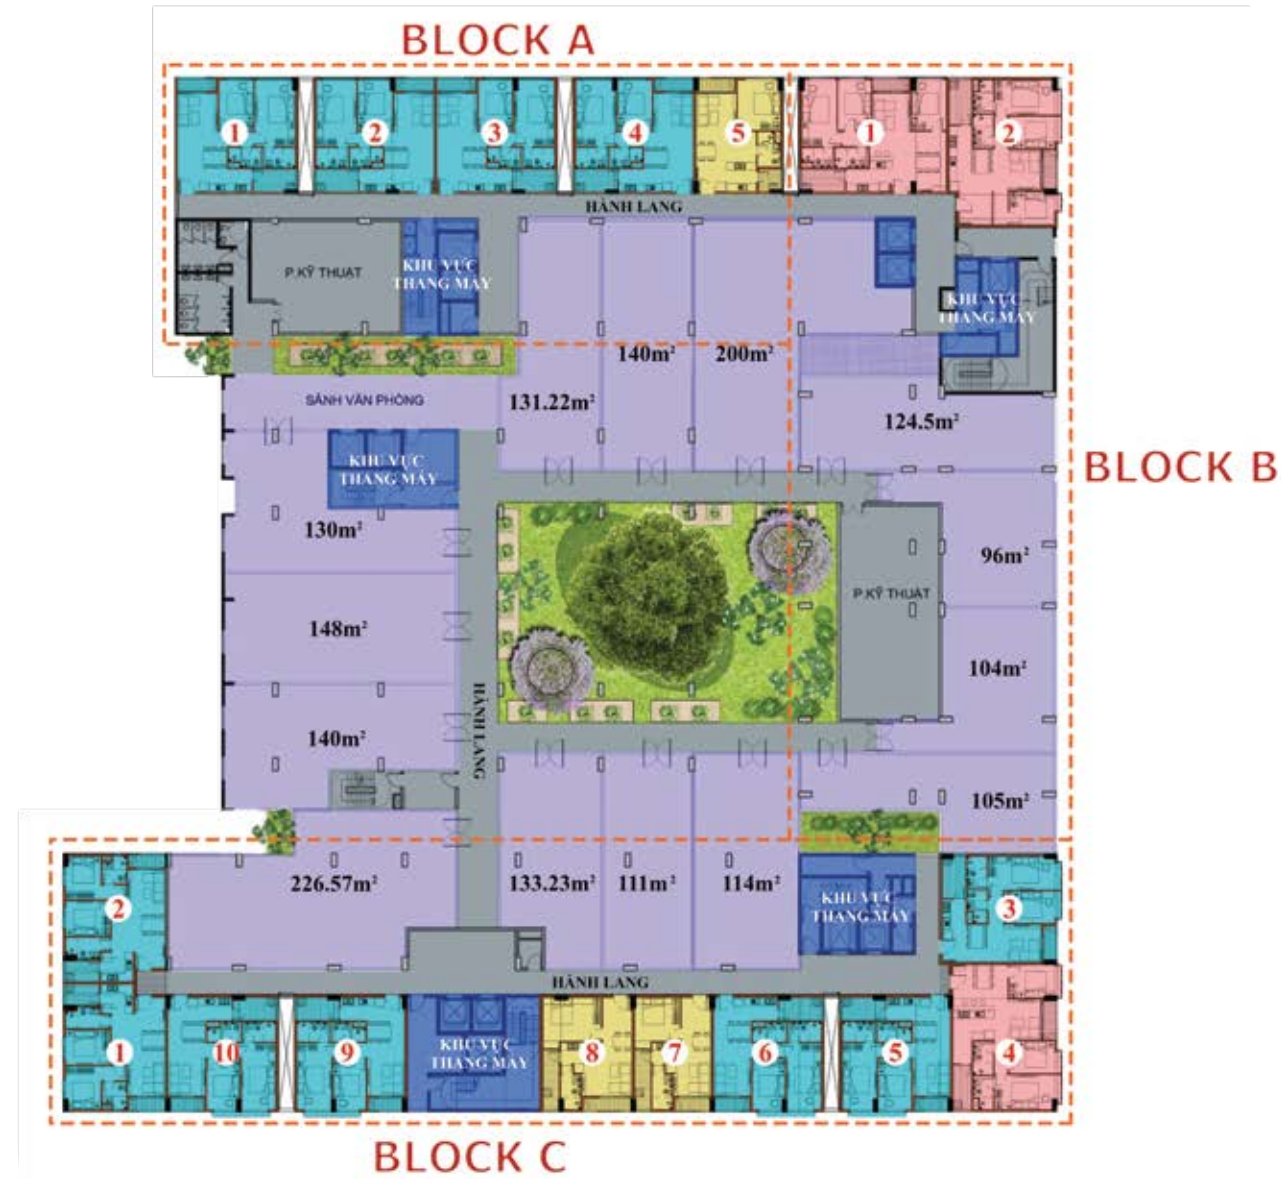 BLOCK A
1
2
3
4
5
1
2
HÀNH LANG
P.KỸ THUẬT
KHU VỰC
THANG MÁY
KHU VỰC
THANG MÁY
140m²
200m²
SẢNH VĂN PHÒNG
131.22m²
124.5m²
KHU VỰC
THANG MÁY
BLOCK B
130m²
96m²
P.KỸ THUẬT
148m²
104m²
HÀNH LANG
140m²
105m²
226.57m²
133.23m²
111m²
114m²
KHU VỰC
THANG MÁY
2
3
HÀNH LANG
1
10
9
KHU VỰC
THANG MÁY
8
7
6
5
4
BLOCK C